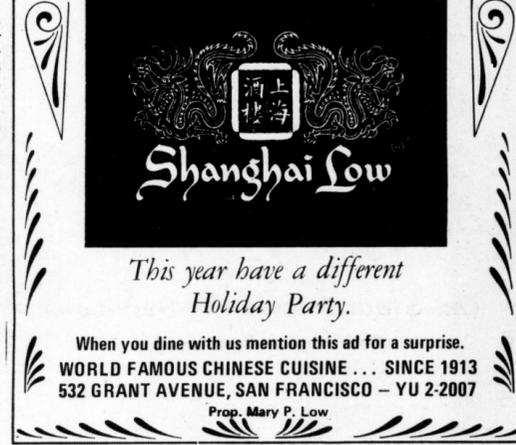 上海
酒樓
Shanghai Low
This year have a different
Holiday Party.
When you dine with us mention this ad for a surprise.
WORLD FAMOUS CHINESE CUISINE ... SINCE 1913
532 GRANT AVENUE, SAN FRANCISCO – YU 2-2007
Prop. Mary P. Low